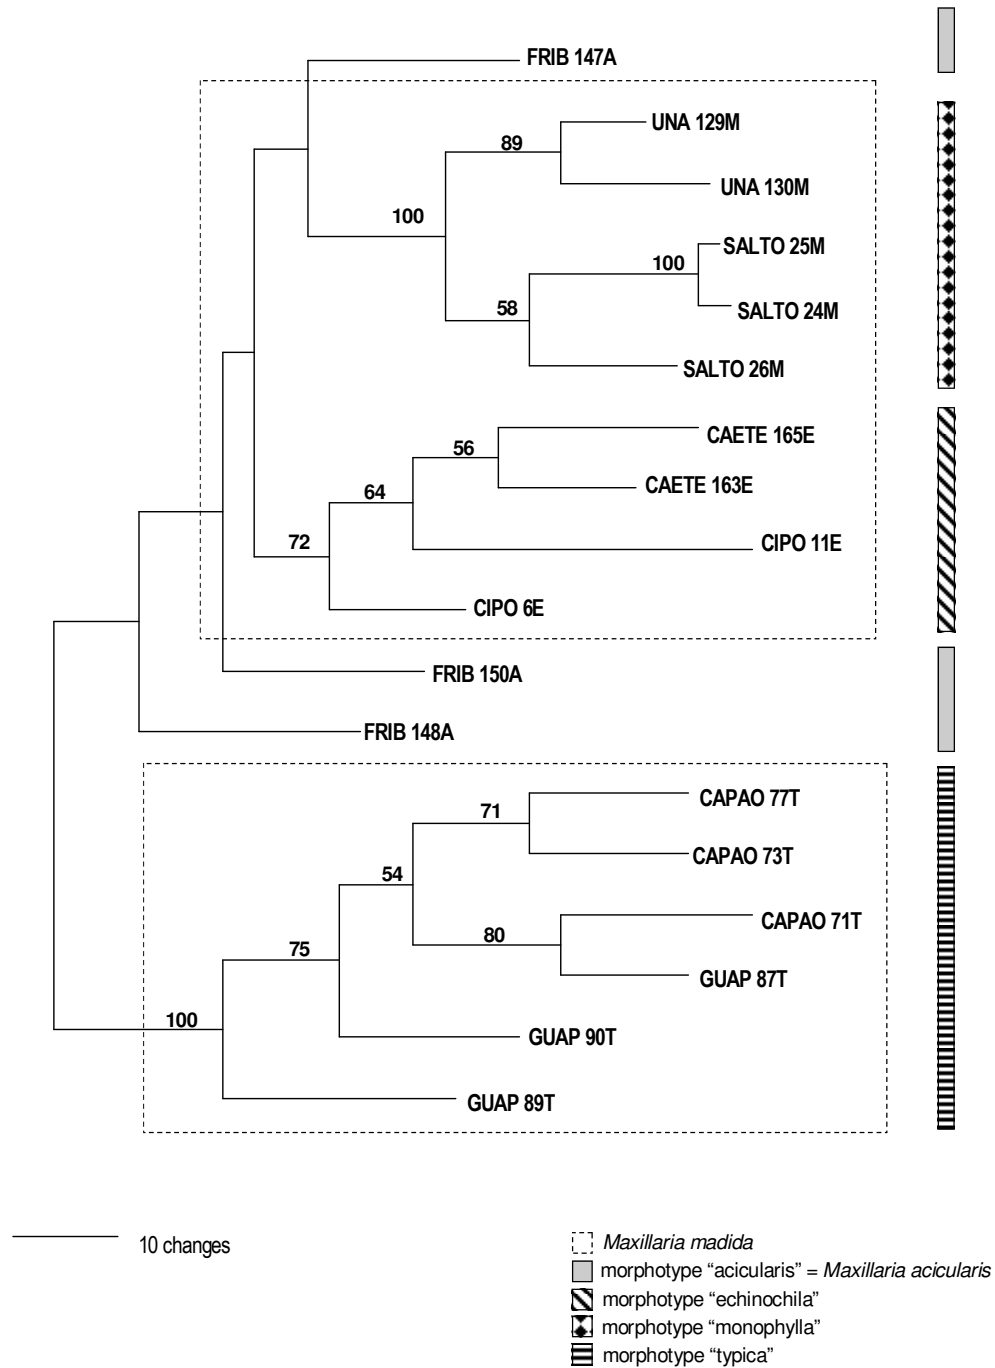 FRIB 147A
UNA 129M
89
UNA 130M
100
SALTO 25M
100
SALTO 24M
58
SALTO 26M
CAETE 165E
56
CAETE 163E
64
CIPO 11E
72
CIPO 6E
FRIB 150A
FRIB 148A
CAPAO 77T
71
CAPAO 73T
54
CAPAO 71T
80
GUAP 87T
75
GUAP 90T
100
GUAP 89T
10 changes
Maxillaria madida
morphotype “acicularis” = Maxillaria acicularis
morphotype “echinochila”
morphotype “monophylla”
morphotype “typica”